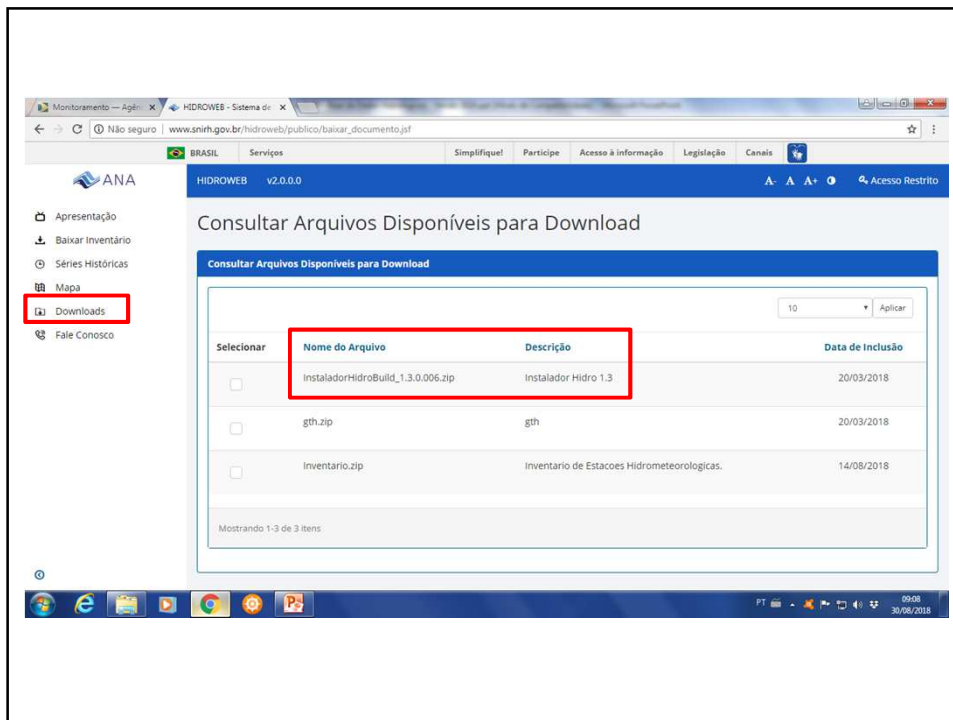 Monitoramento — Agên
HIDROWEB - Sistema de
Não seguro | www.snirh.gov.br/hidroweb/publico/baixar_documento.jsf
BRASIL Serviços Simplifique! Participe Acesso à informação Legislação Canais
ANA HIDROWEB v2.0.0.0 A- A A+ Acesso Restrito
Apresentação
Baixar Inventário
Séries Históricas
Mapa
Downloads
Fale Conosco
Consultar Arquivos Disponíveis para Download
Consultar Arquivos Disponíveis para Download
10 Aplicar
Selecionar Nome do Arquivo Descrição Data de Inclusão
InstaladorHidroBuild_1.3.0.006.zip Instalador Hidro 1.3 20/03/2018
gth.zip gth 20/03/2018
Inventario.zip Inventario de Estacoes Hidrometeorologicas. 14/08/2018
Mostrando 1-3 de 3 itens
PT 09:08
30/08/2018